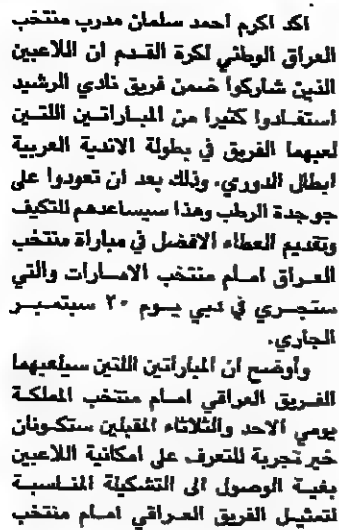 اكد اكرم احمد سلمان مدرب منتخب
العراق الوطني لكرة القدم ان اللاعبين
الذين شاركوا ضمن فريق نادي الرشيد
استفادوا كثيرا من المباراتين اللتين
لعبهما الفريق في بطولة الاندية العربية
ابطال الدوري. وذلك بعد ان تعودوا على
جو جدة الرطب وهذا سيساعدهم للتكيف
وتقديم العطاء الافضل في مباراة منتخب
العراق امام منتخب الامارات والتي
ستجري في دبي يوم ٢٠ سبتمبر
الجاري.
وأوضح ان المباراتين اللتين سيلعبهما
الفريق العراقي امام منتخب المملكة
يومي الاحد والثلاثاء المقبلين ستكونان
خير تجربة للتعرف على امكانية اللاعبين
بغية الوصول الى التشكيلة المناسبة
لتمثيل الفريق العراقي امام منتخب